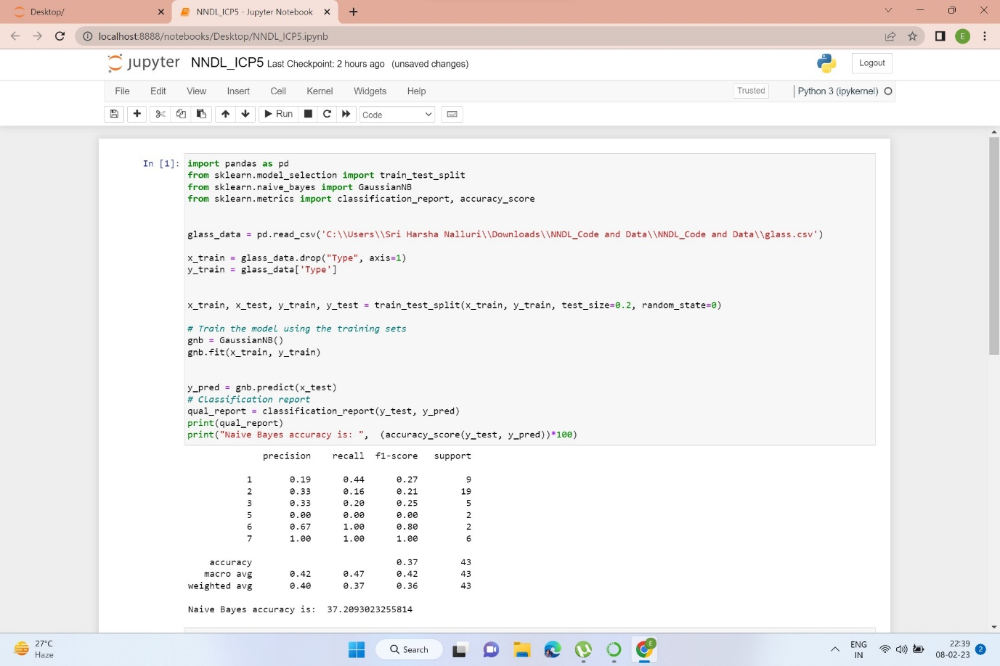 Desktop/
NNDL_ICP5 - Jupyter Notebook
localhost:8888/notebooks/Desktop/NNDL_ICP5.ipynb
E
jupyter NNDL_ICP5 Last Checkpoint: 2 hours ago (unsaved changes)
Logout
File Edit View Insert Cell Kernel Widgets Help
Trusted
Python 3 (ipykernel)
Run
Code
In [1]:
import pandas as pd
from sklearn.model_selection import train_test_split
from sklearn.naive_bayes import GaussianNB
from sklearn.metrics import classification_report, accuracy_score
glass_data = pd.read_csv('C:\\Users\\Sri Harsha Nalluri\\Downloads\\NNDL_Code and Data\\NNDL_Code and Data\\glass.csv')
x_train = glass_data.drop("Type", axis=1)
y_train = glass_data['Type']
x_train, x_test, y_train, y_test = train_test_split(x_train, y_train, test_size=0.2, random_state=0)
# Train the model using the training sets
gnb = GaussianNB()
gnb.fit(x_train, y_train)
y_pred = gnb.predict(x_test)
# Classification report
qual_report = classification_report(y_test, y_pred)
print(qual_report)
print("Naive Bayes accuracy is: ", (accuracy_score(y_test, y_pred))*100)
precision recall f1-score support
1 0.19 0.44 0.27 9
2 0.33 0.16 0.21 19
3 0.33 0.20 0.25 5
5 0.00 0.00 0.00 2
6 0.67 1.00 0.80 2
7 1.00 1.00 1.00 6
accuracy 0.37 43
macro avg 0.42 0.47 0.42 43
weighted avg 0.40 0.37 0.36 43
Naive Bayes accuracy is: 37.2093023255814
27°C
Haze
Search
E
ENG
IN
22:39
08-02-23
2